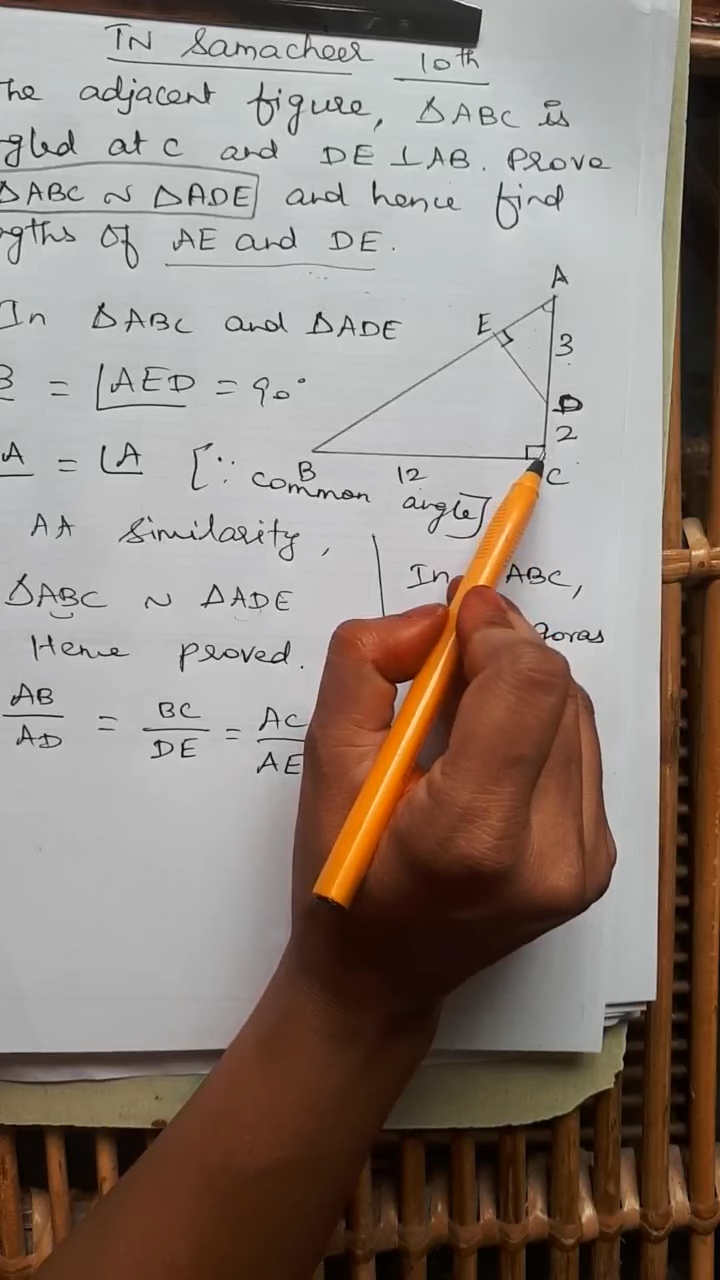 TN Samacheer 10th
he adjacent figure, ΔABC is
gled at C and DE ⊥ AB. Prove
ΔABC ~ ΔADE and hence find
ngths of AE and DE.
In ΔABC and ΔADE
B = ∠AED = 90°
A = ∠A [∵ common angle]
AA Similarity,
ΔABC ~ ΔADE
Hence proved.
AB/AD = BC/DE = AC/AE
A
E
3
D
2
B
12
C
In ABC,
goras